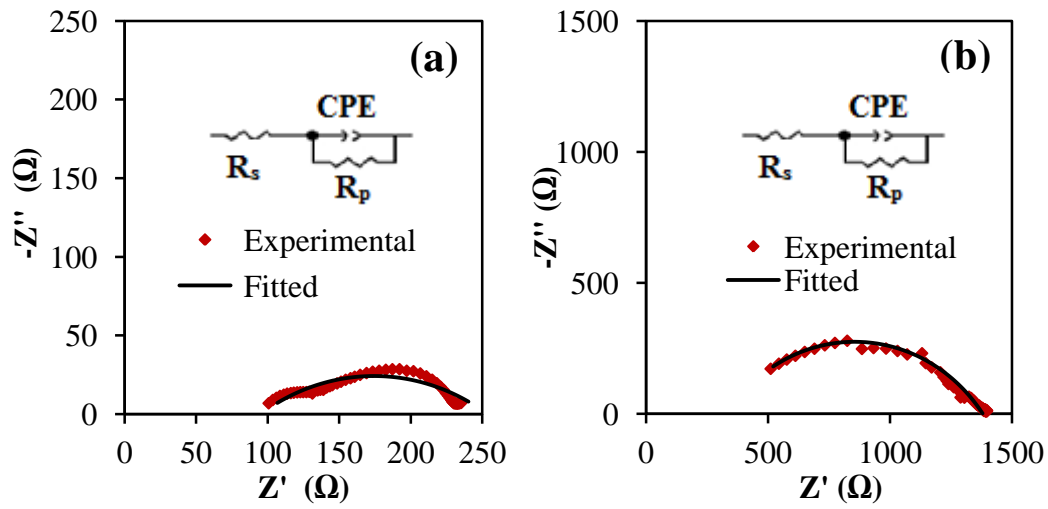 (a)
250
200
150
100
50
0
-Z'' (Ω)
CPE
Rₛ
Rₚ
Experimental
Fitted
0 50 100 150 200 250
Z' (Ω)
(b)
1500
1000
500
0
-Z'' (Ω)
CPE
Rₛ
Rₚ
Experimental
Fitted
0 500 1000 1500
Z' (Ω)